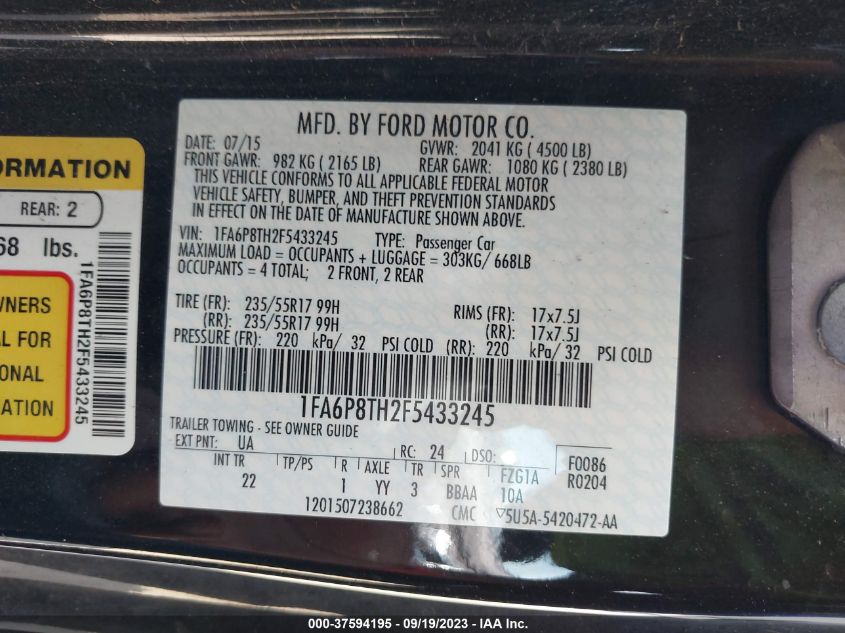 ORMATION
REAR: 2
68 lbs.
1FA6P8TH2F5433245
WNERS
AL FOR
ONAL
ATION
MFD. BY FORD MOTOR CO.
DATE: 07/15 GVWR: 2041 KG ( 4500 LB)
FRONT GAWR: 982 KG ( 2165 LB) REAR GAWR: 1080 KG ( 2380 LB)
THIS VEHICLE CONFORMS TO ALL APPLICABLE FEDERAL MOTOR
VEHICLE SAFETY, BUMPER, AND THEFT PREVENTION STANDARDS
IN EFFECT ON THE DATE OF MANUFACTURE SHOWN ABOVE.
VIN: 1FA6P8TH2F5433245 TYPE: Passenger Car
MAXIMUM LOAD = OCCUPANTS + LUGGAGE = 303KG/ 668LB
OCCUPANTS = 4 TOTAL; 2 FRONT, 2 REAR
TIRE (FR): 235/55R17 99H RIMS (FR): 17x7.5J
(RR): 235/55R17 99H (RR): 17x7.5J
PRESSURE (FR): 220 kPa/ 32 PSI COLD (RR): 220 kPa/ 32 PSI COLD
1FA6P8TH2F5433245
TRAILER TOWING - SEE OWNER GUIDE
EXT PNT: UA RC: 24 DSO: F0086
INT TR TP/PS R AXLE TR SPR FZG1A R0204
22 1 YY 3 BBAA 10A
1201507238662 CMC ▽5U5A-5420472-AA
000-37594195 - 09/19/2023 - ©IAA, Inc.